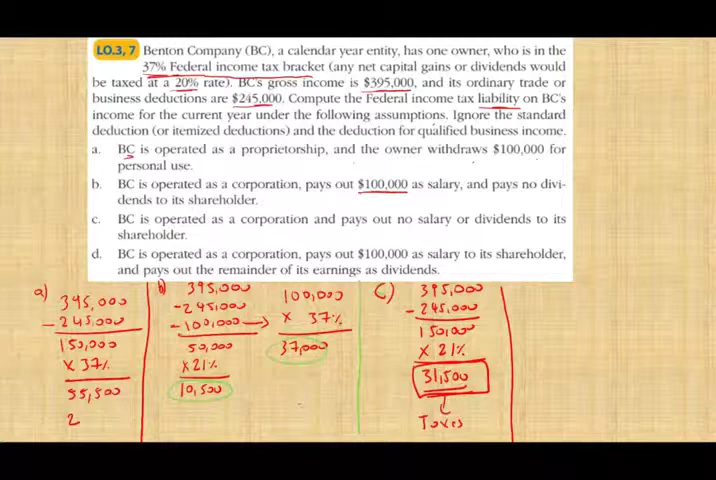 LO.3, 7 Benton Company (BC), a calendar year entity, has one owner, who is in the
37% Federal income tax bracket (any net capital gains or dividends would
be taxed at a 20% rate). BC's gross income is $395,000, and its ordinary trade or
business deductions are $245,000. Compute the Federal income tax liability on BC's
income for the current year under the following assumptions. Ignore the standard
deduction (or itemized deductions) and the deduction for qualified business income.
a. BC is operated as a proprietorship, and the owner withdraws $100,000 for
personal use.
b. BC is operated as a corporation, pays out $100,000 as salary, and pays no divi-
dends to its shareholder.
c. BC is operated as a corporation and pays out no salary or dividends to its
shareholder.
d. BC is operated as a corporation, pays out $100,000 as salary to its shareholder,
and pays out the remainder of its earnings as dividends.
a)
395,000
- 245,000
150,000
x 37%
55,500
2
b)
395,000
- 245,000
- 100,000 →
50,000
x 21%
10,500
100,000
x 37%
37,000
c)
395,000
- 245,000
150,000
x 21%
31,500
Taxes